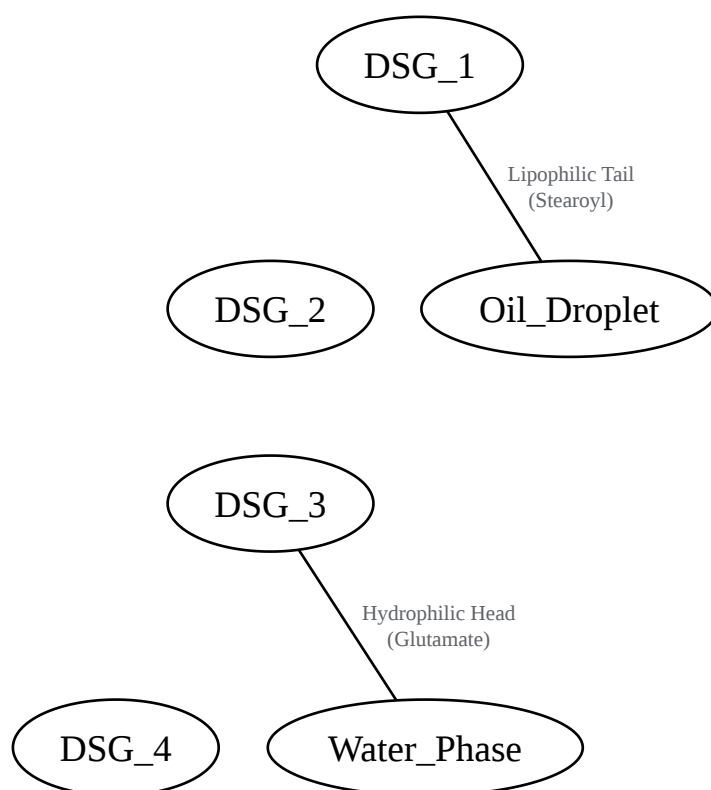 DSG_1
Lipophilic Tail
(Stearoyl)
DSG_2
Oil_Droplet
DSG_3
Hydrophilic Head
(Glutamate)
DSG_4
Water_Phase